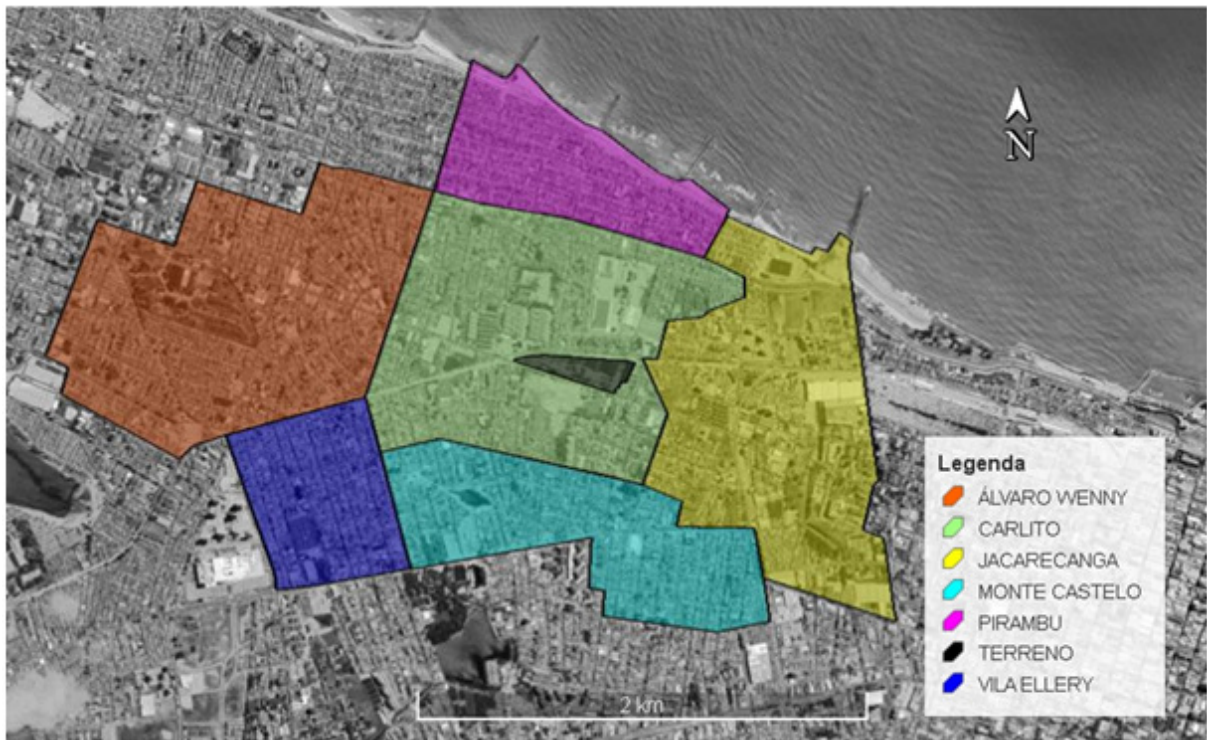 N
Legenda
ÁLVARO WENNY
CARLITO
JACARECANGA
MONTE CASTELO
PIRAMBU
TERRENO
VILA ELLERY
2 km